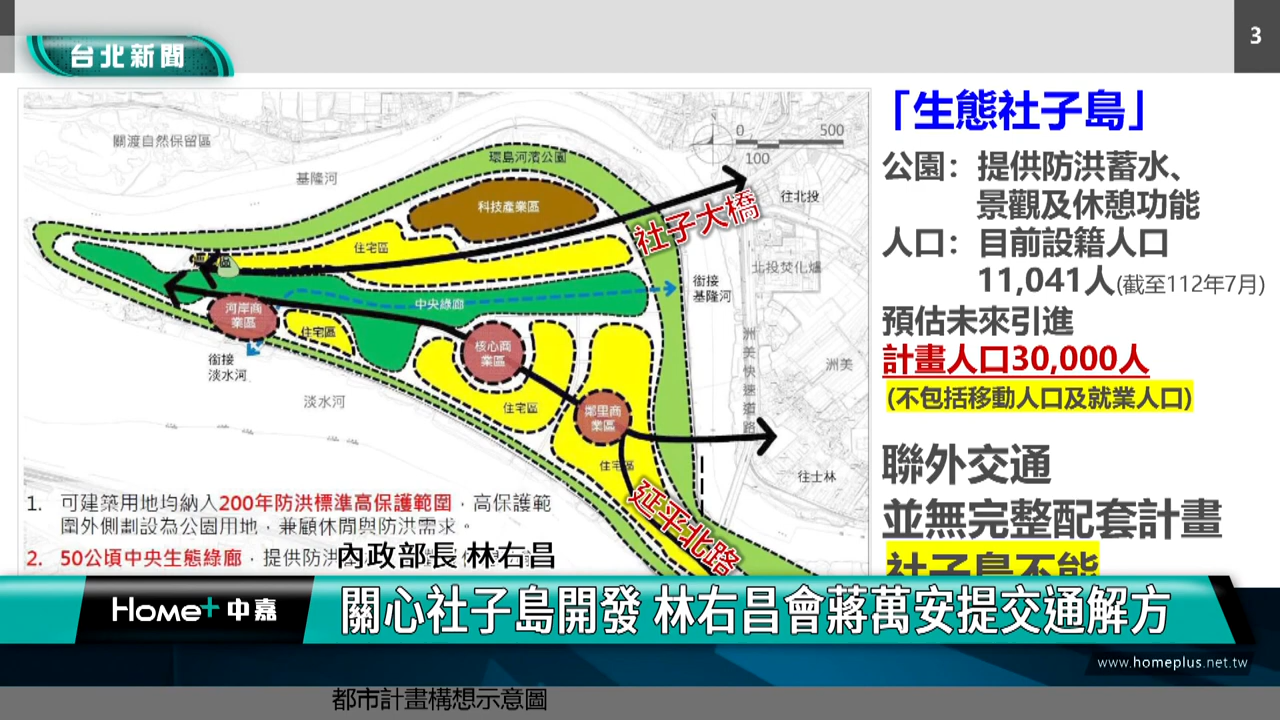 3
台北新聞
關渡自然保留區
基隆河
環島河濱公園
科技產業區
住宅區
社子大橋
0 500
100
往北投
北投焚化爐
銜接
基隆河
中央綠廊
河岸商
業區
住宅區
銜接
淡水河
淡水河
核心商
業區
住宅區
鄰里商
業區
住宅區
洲美快速道路
洲美
往士林
延平北路
1. 可建築用地均納入200年防洪標準高保護範圍，高保護範
圍外側劃設為公園用地，兼顧休閒與防洪需求。
2. 50公頃中央生態綠廊，提供防洪
內政部長 林右昌
「生態社子島」
公園：提供防洪蓄水、
景觀及休憩功能
人口：目前設籍人口
11,041人(截至112年7月)
預估未來引進
計畫人口30,000人
(不包括移動人口及就業人口)
聯外交通
並無完整配套計畫
社子島不能
Home+ 中嘉
關心社子島開發 林右昌會蔣萬安提交通解方
www.homeplus.net.tw
都市計畫構想示意圖